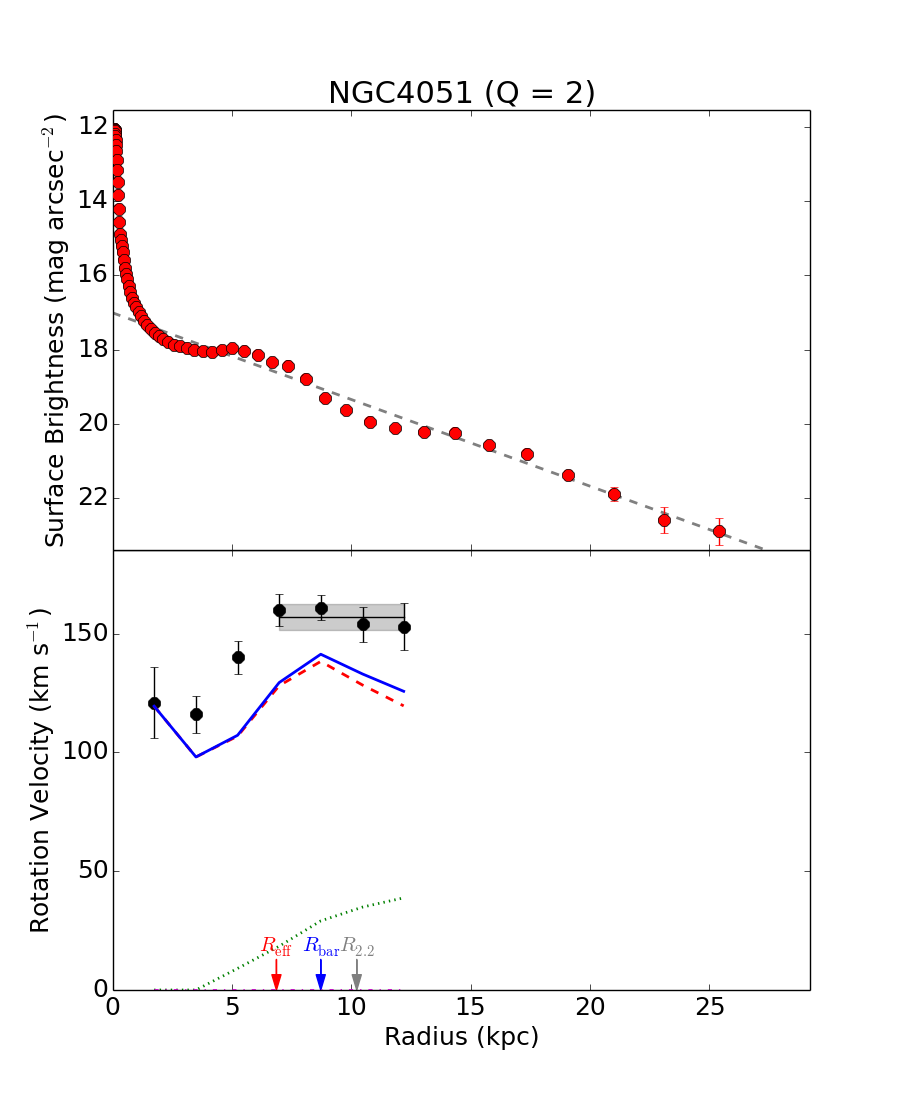 NGC4051 (Q = 2)
Surface Brightness (mag arcsec⁻²)
12
14
16
18
20
22
Rotation Velocity (km s⁻¹)
150
100
50
0
R_eff R_bar R_2.2
0 5 10 15 20 25
Radius (kpc)